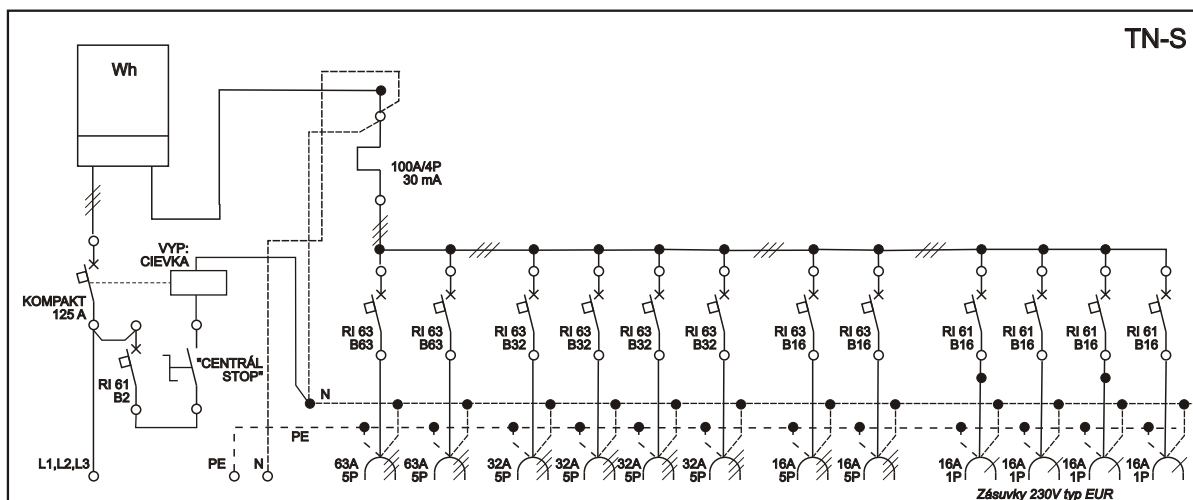 TN-S
Wh
100A/4P
30 mA
VYP:
CIEVKA
KOMPAKT
125 A
RI 61
B2
"CENTRÁL
STOP"
RI 63
B63
RI 63
B63
RI 63
B32
RI 63
B32
RI 63
B32
RI 63
B32
RI 63
B16
RI 63
B16
RI 61
B16
RI 61
B16
RI 61
B16
RI 61
B16
N
PE
L1,L2,L3
PE
N
63A
5P
63A
5P
32A
5P
32A
5P
32A
5P
32A
5P
16A
5P
16A
5P
16A
1P
16A
1P
16A
1P
16A
1P
Zásuvky 230V typ EUR